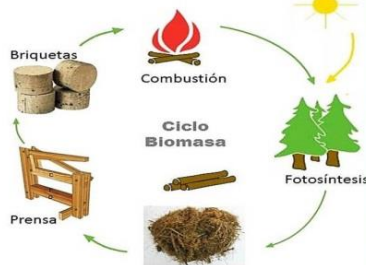 Briquetas
Combustión
Ciclo
Biomasa
Fotosíntesis
Prensa